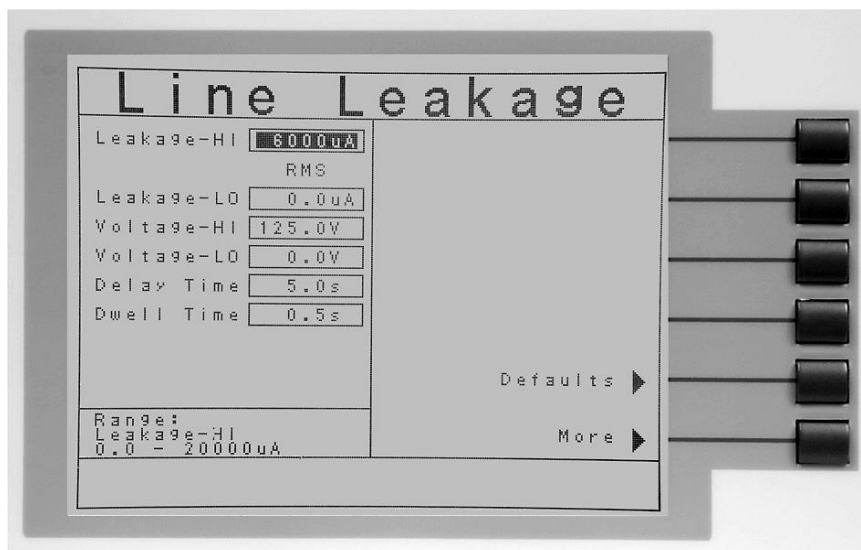 Line Leakage
Leakage-HI 6000uA
RMS
Leakage-LO 0.0uA
Voltage-HI 125.0V
Voltage-LO 0.0V
Delay Time 5.0s
Dwell Time 0.5s
Defaults
Range:
Leakage-HI
0.0 - 20000uA
More